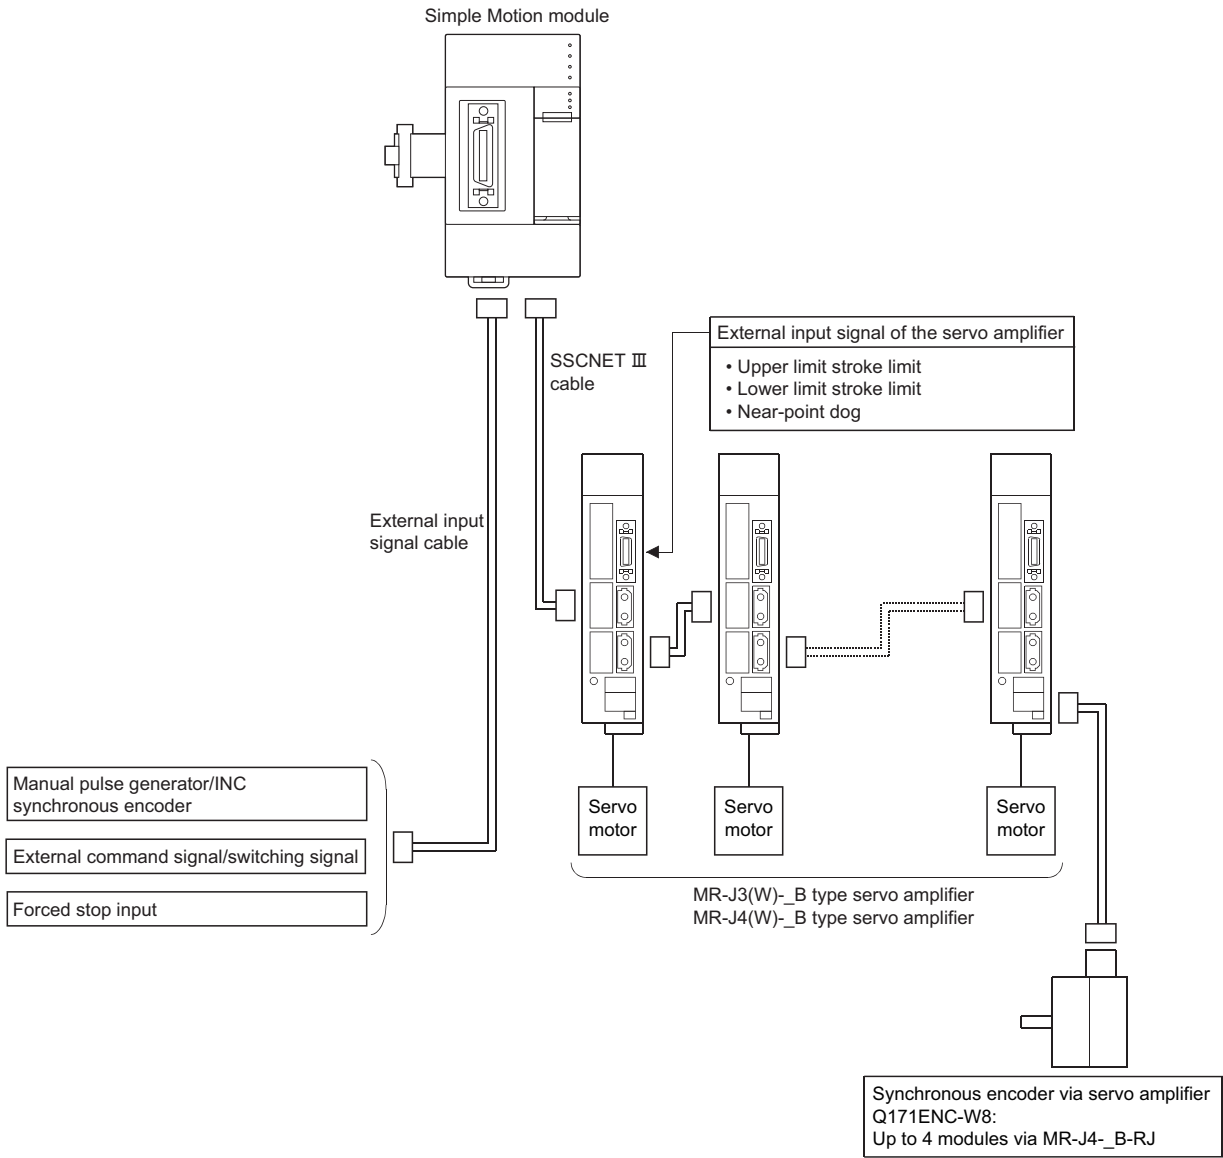 Simple Motion module
SSCNET Ⅲ
cable
External input signal of the servo amplifier
• Upper limit stroke limit
• Lower limit stroke limit
• Near-point dog
External input
signal cable
Manual pulse generator/INC
synchronous encoder
External command signal/switching signal
Forced stop input
Servo
motor
Servo
motor
Servo
motor
MR-J3(W)-_B type servo amplifier
MR-J4(W)-_B type servo amplifier
Synchronous encoder via servo amplifier
Q171ENC-W8:
Up to 4 modules via MR-J4-_B-RJ